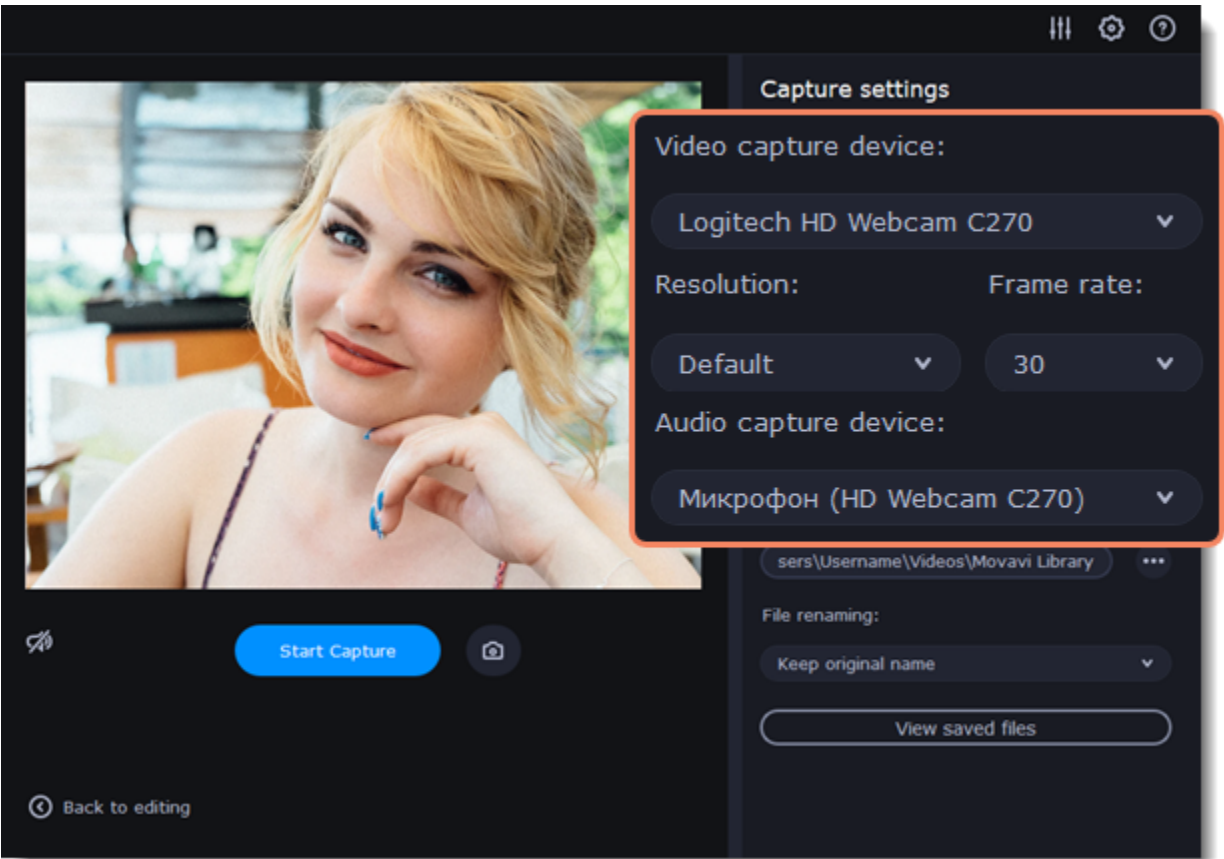 Capture settings
Video capture device:
Logitech HD Webcam C270
Resolution: Frame rate:
Default 30
Audio capture device:
Микрофон (HD Webcam C270)
sers\Username\Videos\Movavi Library
File renaming:
Keep original name
View saved files
Start Capture
Back to editing